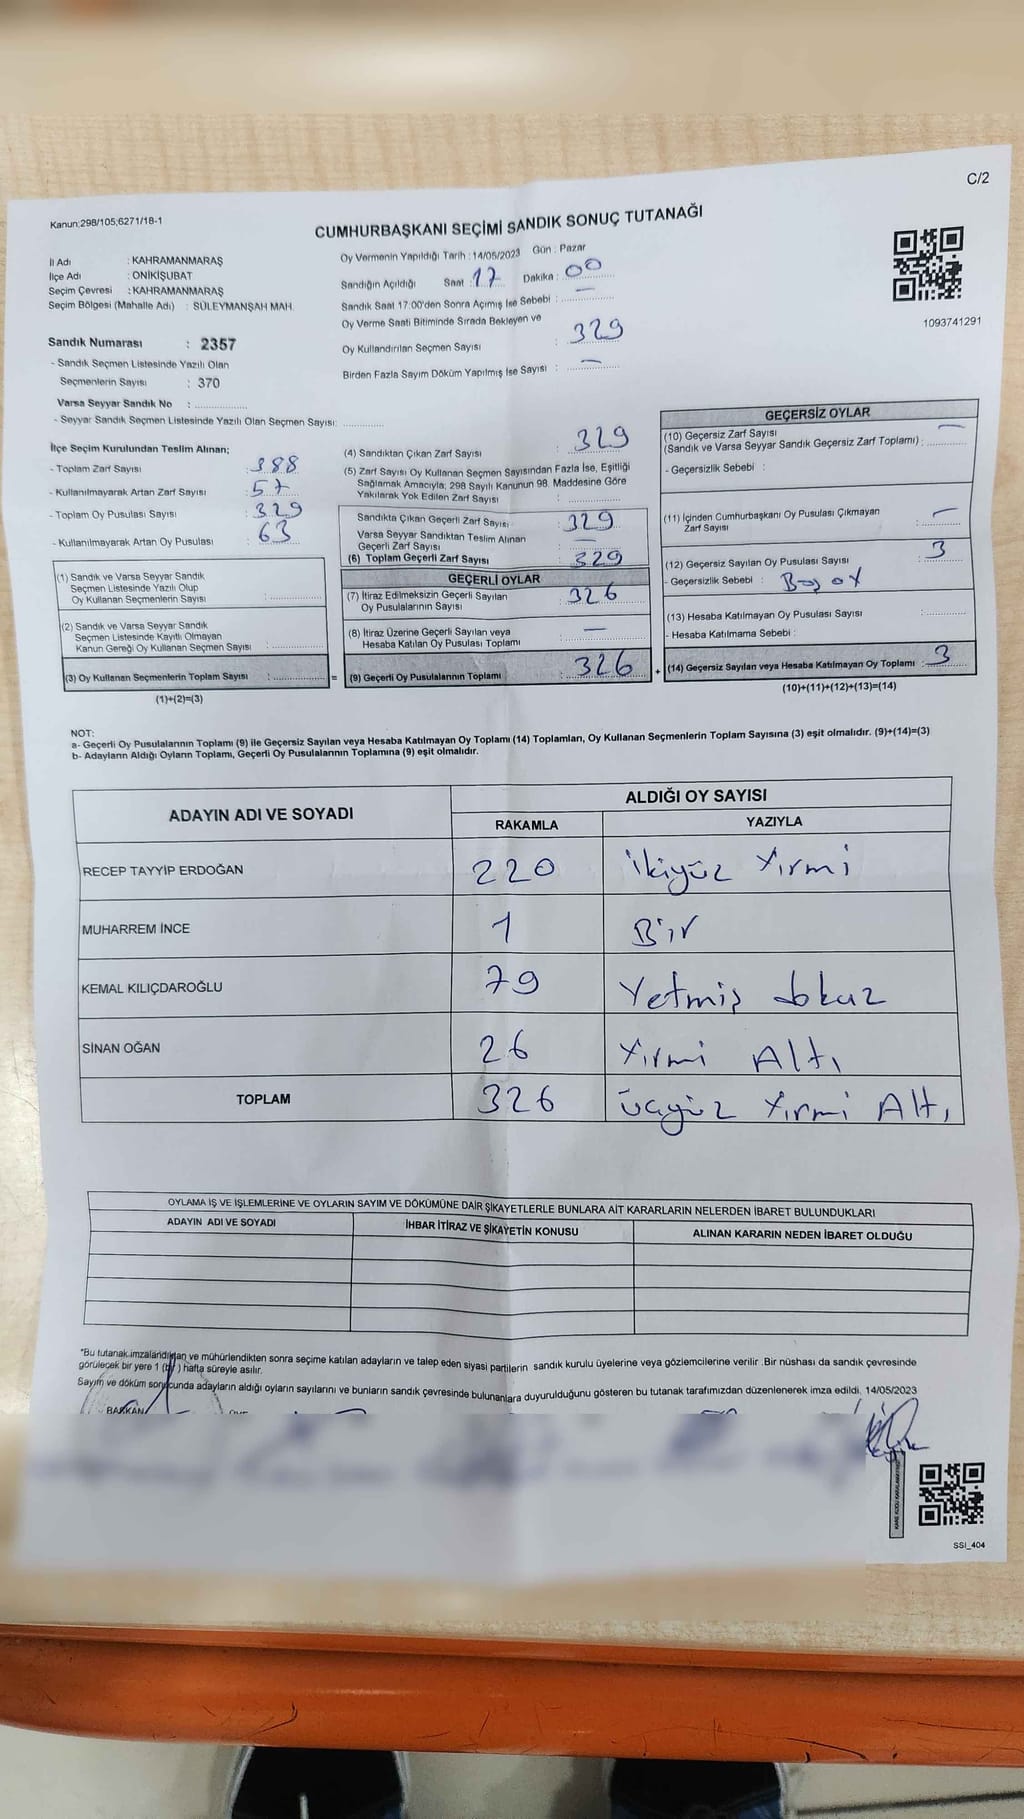 C/2
Kanun;298/105;6271/18-1
CUMHURBAŞKANI SEÇİMİ SANDIK SONUÇ TUTANAĞI
İl Adı : KAHRAMANMARAŞ
İlçe Adı : ONİKİŞUBAT
Seçim Çevresi : KAHRAMANMARAŞ
Seçim Bölgesi (Mahalle Adı) : SÜLEYMANŞAH MAH.
Oy Vermenin Yapıldığı Tarih : 14/05/2023 Gün : Pazar
Sandığın Açıldığı Saat : 17 Dakika : 00
Sandık Saat 17:00'den Sonra Açımış İse Sebebi : —
Oy Verme Saati Bitiminde Sırada Bekleyen ve
Oy Kullandırılan Seçmen Sayısı : 329
Birden Fazla Sayım Döküm Yapılmış İse Sayısı : —
1093741291
Sandık Numarası : 2357
- Sandık Seçmen Listesinde Yazılı Olan
Seçmenlerin Sayısı : 370
Varsa Seyyar Sandık No :
- Seyyar Sandık Seçmen Listesinde Yazılı Olan Seçmen Sayısı:
İlçe Seçim Kurulundan Teslim Alınan;
- Toplam Zarf Sayısı : 388
- Kullanılmayarak Artan Zarf Sayısı : 57
- Toplam Oy Pusulası Sayısı : 329
- Kullanılmayarak Artan Oy Pusulası : 63
(1) Sandık ve Varsa Seyyar Sandık
Seçmen Listesinde Yazılı Olup
Oy Kullanan Seçmenlerin Sayısı :
(2) Sandık ve Varsa Seyyar Sandık
Seçmen Listesinde Kayıtlı Olmayan
Kanun Gereği Oy Kullanan Seçmen Sayısı :
(3) Oy Kullanan Seçmenlerin Toplam Sayısı : =
(1)+(2)=(3)
(4) Sandıktan Çıkan Zarf Sayısı : 329
(5) Zarf Sayısı Oy Kullanan Seçmen Sayısından Fazla İse, Eşitliği
Sağlamak Amacıyla; 298 Sayılı Kanunun 98. Maddesine Göre
Yakılarak Yok Edilen Zarf Sayısı :
Sandıkta Çıkan Geçerli Zarf Sayısı : 329
Varsa Seyyar Sandıktan Teslim Alınan
Geçerli Zarf Sayısı : —
(6) Toplam Geçerli Zarf Sayısı : 329
GEÇERLİ OYLAR
(7) İtiraz Edilmeksizin Geçerli Sayılan
Oy Pusulalarının Sayısı : 326
(8) İtiraz Üzerine Geçerli Sayılan veya
Hesaba Katılan Oy Pusulası Toplamı : —
(9) Geçerli Oy Pusulalarının Toplamı : 326 +
GEÇERSİZ OYLAR
(10) Geçersiz Zarf Sayısı
(Sandık ve Varsa Seyyar Sandık Geçersiz Zarf Toplamı) : —
- Geçersizlik Sebebi :
(11) İçinden Cumhurbaşkanı Oy Pusulası Çıkmayan
Zarf Sayısı : —
(12) Geçersiz Sayılan Oy Pusulası Sayısı : 3
- Geçersizlik Sebebi : Boş oy
(13) Hesaba Katılmayan Oy Pusulası Sayısı :
- Hesaba Katılmama Sebebi :
(14) Geçersiz Sayılan veya Hesaba Katılmayan Oy Toplamı : 3
(10)+(11)+(12)+(13)=(14)
NOT:
a- Geçerli Oy Pusulalarının Toplamı (9) ile Geçersiz Sayılan veya Hesaba Katılmayan Oy Toplamı (14) Toplamları, Oy Kullanan Seçmenlerin Toplam Sayısına (3) eşit olmalıdır. (9)+(14)=(3)
b- Adayların Aldığı Oyların Toplamı, Geçerli Oy Pusulalarının Toplamına (9) eşit olmalıdır.
ADAYIN ADI VE SOYADI ALDIĞI OY SAYISI
RAKAMLA YAZIYLA
RECEP TAYYİP ERDOĞAN 220 ikiyüz Yirmi
MUHARREM İNCE 1 Bir
KEMAL KILIÇDAROĞLU 79 Yetmiş dokuz
SİNAN OĞAN 26 Yirmi Altı
TOPLAM 326 üçyüz Yirmi Altı
OYLAMA İŞ VE İŞLEMLERİNE VE OYLARIN SAYIM VE DÖKÜMÜNE DAİR ŞİKAYETLERLE BUNLARA AİT KARARLARIN NELERDEN İBARET BULUNDUKLARI
ADAYIN ADI VE SOYADI İHBAR İTİRAZ VE ŞİKAYETİN KONUSU ALINAN KARARIN NEDEN İBARET OLDUĞU
*Bu tutanak imzalandıktan ve mühürlendikten sonra seçime katılan adayların ve talep eden siyasi partilerin sandık kurulu üyelerine veya gözlemcilerine verilir .Bir nüshası da sandık çevresinde
görülecek bir yere 1 (bir) hafta süreyle asılır.
Sayım ve döküm sonucunda adayların aldığı oyların sayılarını ve bunların sandık çevresinde bulunanlara duyurulduğunu gösteren bu tutanak tarafımızdan düzenlenerek imza edildi. 14/05/2023
BAŞKAN
SSI_404